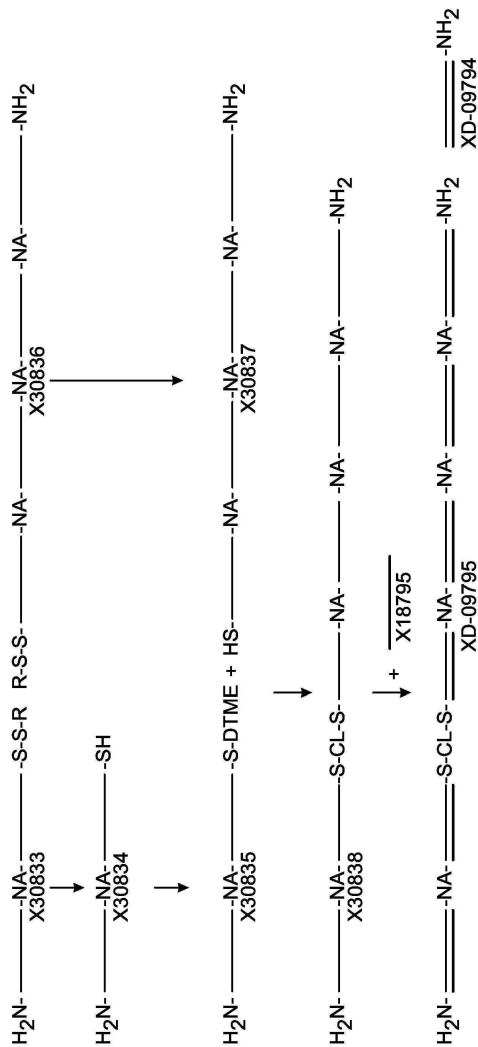 H₂N- -NA- -S-S-R R-S-S- -NA- -NA- -NA- -NH₂
X30833 X30836
H₂N- -NA- -SH
X30834
H₂N- -NA- -S-DTME + HS- -NA- -NA- -NA- -NH₂
X30835 X30837
H₂N- -NA- -S-CL-S- -NA- -NA- -NA- -NH₂
X30838
+ X18795
H₂N- -NA- -S-CL-S- -NA- -NA- -NA- -NH₂ -NH₂
XD-09795 XD-09794